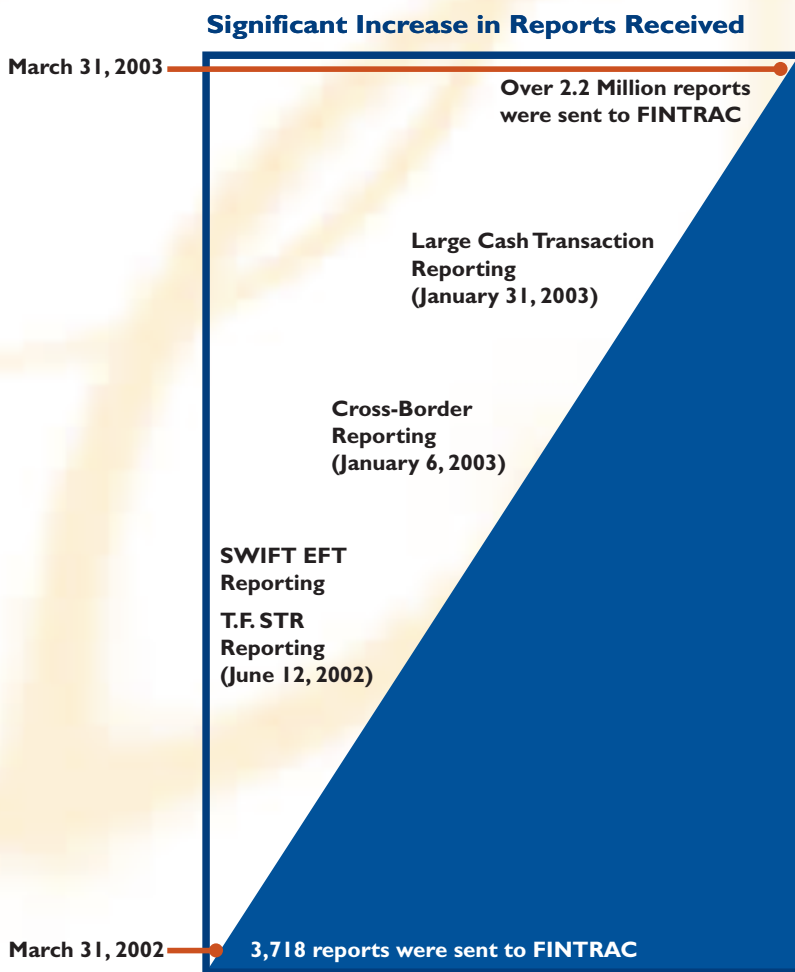 Significant Increase in Reports Received
March 31, 2003
Over 2.2 Million reports
were sent to FINTRAC
Large Cash Transaction
Reporting
(January 31, 2003)
Cross-Border
Reporting
(January 6, 2003)
SWIFT EFT
Reporting
T.F. STR
Reporting
(June 12, 2002)
March 31, 2002
3,718 reports were sent to FINTRAC